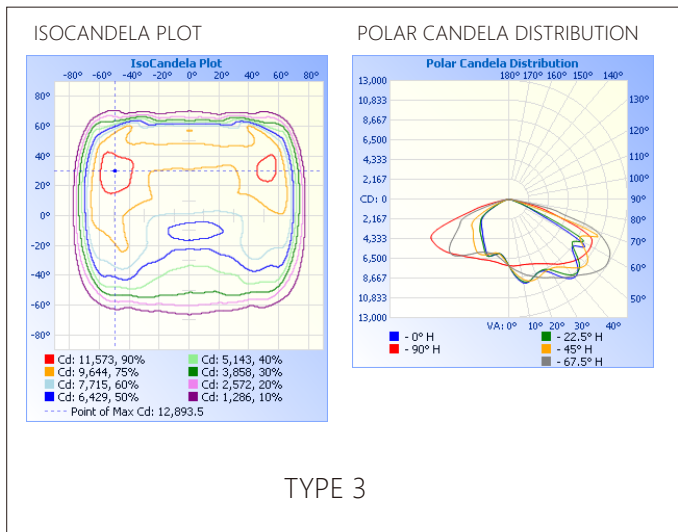 ISOCANDELA PLOT
IsoCandela Plot
-80° -60° -40° -20° 0° 20° 40° 60° 80°
80°
60°
40°
20°
0°
-20°
-40°
-60°
-80°
Cd: 11,573, 90% Cd: 5,143, 40%
Cd: 9,644, 75% Cd: 3,858, 30%
Cd: 7,715, 60% Cd: 2,572, 20%
Cd: 6,429, 50% Cd: 1,286, 10%
Point of Max Cd: 12,893.5
POLAR CANDELA DISTRIBUTION
Polar Candela Distribution
180° 170° 160° 150° 140°
13,000
10,833
8,667
6,500
4,333
2,167
CD: 0
2,167
4,333
6,500
8,667
10,833
13,000
130°
120°
110°
100°
90°
80°
70°
60°
50°
VA: 0° 10° 20° 30° 40°
- 0° H - 22.5° H
- 90° H - 45° H
- 67.5° H
TYPE 3